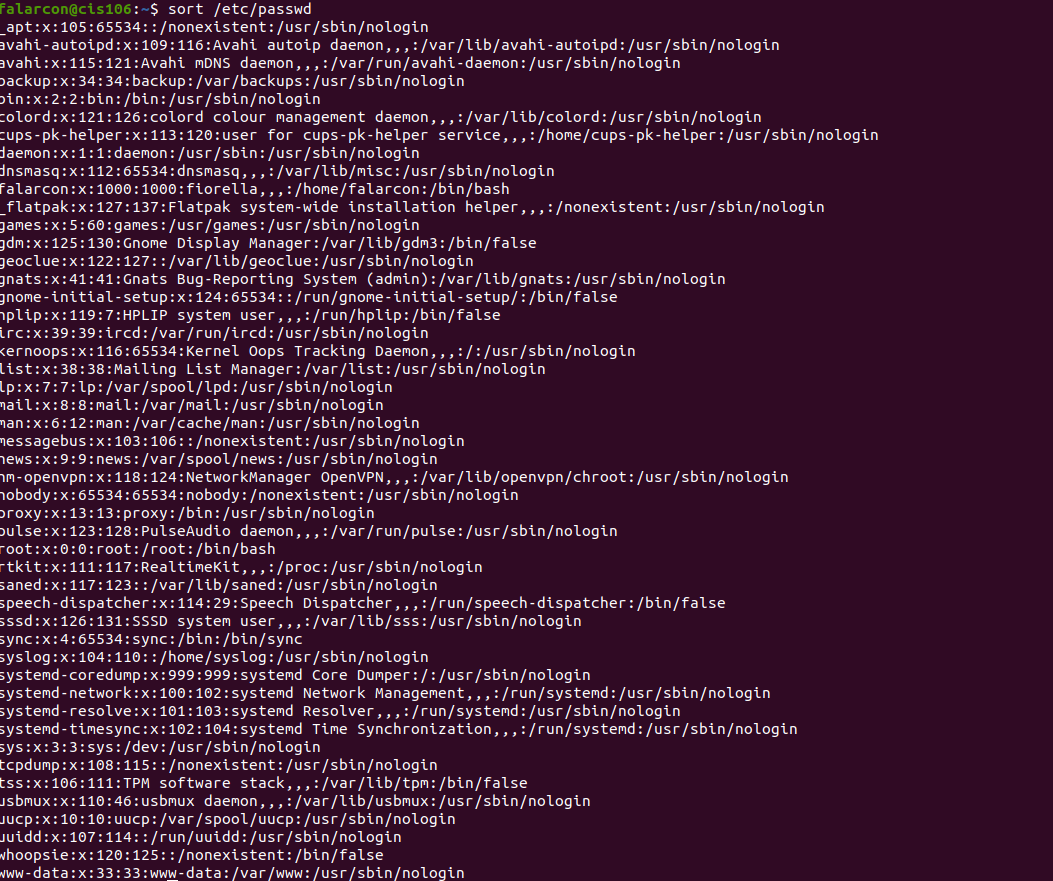 falarcon@cis106:~$ sort /etc/passwd
_apt:x:105:65534::/nonexistent:/usr/sbin/nologin
avahi-autoipd:x:109:116:Avahi autoip daemon,,,:/var/lib/avahi-autoipd:/usr/sbin/nologin
avahi:x:115:121:Avahi mDNS daemon,,,:/var/run/avahi-daemon:/usr/sbin/nologin
backup:x:34:34:backup:/var/backups:/usr/sbin/nologin
bin:x:2:2:bin:/bin:/usr/sbin/nologin
colord:x:121:126:colord colour management daemon,,,:/var/lib/colord:/usr/sbin/nologin
cups-pk-helper:x:113:120:user for cups-pk-helper service,,,:/home/cups-pk-helper:/usr/sbin/nologin
daemon:x:1:1:daemon:/usr/sbin:/usr/sbin/nologin
dnsmasq:x:112:65534:dnsmasq,,,:/var/lib/misc:/usr/sbin/nologin
falarcon:x:1000:1000:fiorella,,,:/home/falarcon:/bin/bash
_flatpak:x:127:137:Flatpak system-wide installation helper,,,:/nonexistent:/usr/sbin/nologin
games:x:5:60:games:/usr/games:/usr/sbin/nologin
gdm:x:125:130:Gnome Display Manager:/var/lib/gdm3:/bin/false
geoclue:x:122:127::/var/lib/geoclue:/usr/sbin/nologin
gnats:x:41:41:Gnats Bug-Reporting System (admin):/var/lib/gnats:/usr/sbin/nologin
gnome-initial-setup:x:124:65534::/run/gnome-initial-setup/:/bin/false
hplip:x:119:7:HPLIP system user,,,:/run/hplip:/bin/false
irc:x:39:39:ircd:/var/run/ircd:/usr/sbin/nologin
kernoops:x:116:65534:Kernel Oops Tracking Daemon,,,:/:/usr/sbin/nologin
list:x:38:38:Mailing List Manager:/var/list:/usr/sbin/nologin
lp:x:7:7:lp:/var/spool/lpd:/usr/sbin/nologin
mail:x:8:8:mail:/var/mail:/usr/sbin/nologin
man:x:6:12:man:/var/cache/man:/usr/sbin/nologin
messagebus:x:103:106::/nonexistent:/usr/sbin/nologin
news:x:9:9:news:/var/spool/news:/usr/sbin/nologin
nm-openvpn:x:118:124:NetworkManager OpenVPN,,,:/var/lib/openvpn/chroot:/usr/sbin/nologin
nobody:x:65534:65534:nobody:/nonexistent:/usr/sbin/nologin
proxy:x:13:13:proxy:/bin:/usr/sbin/nologin
pulse:x:123:128:PulseAudio daemon,,,:/var/run/pulse:/usr/sbin/nologin
root:x:0:0:root:/root:/bin/bash
rtkit:x:111:117:RealtimeKit,,,:/proc:/usr/sbin/nologin
saned:x:117:123::/var/lib/saned:/usr/sbin/nologin
speech-dispatcher:x:114:29:Speech Dispatcher,,,:/run/speech-dispatcher:/bin/false
sssd:x:126:131:SSSD system user,,,:/var/lib/sss:/usr/sbin/nologin
sync:x:4:65534:sync:/bin:/bin/sync
syslog:x:104:110::/home/syslog:/usr/sbin/nologin
systemd-coredump:x:999:999:systemd Core Dumper:/:/usr/sbin/nologin
systemd-network:x:100:102:systemd Network Management,,,:/run/systemd:/usr/sbin/nologin
systemd-resolve:x:101:103:systemd Resolver,,,:/run/systemd:/usr/sbin/nologin
systemd-timesync:x:102:104:systemd Time Synchronization,,,:/run/systemd:/usr/sbin/nologin
sys:x:3:3:sys:/dev:/usr/sbin/nologin
tcpdump:x:108:115::/nonexistent:/usr/sbin/nologin
tss:x:106:111:TPM software stack,,,:/var/lib/tpm:/bin/false
usbmux:x:110:46:usbmux daemon,,,:/var/lib/usbmux:/usr/sbin/nologin
uucp:x:10:10:uucp:/var/spool/uucp:/usr/sbin/nologin
uuidd:x:107:114::/run/uuidd:/usr/sbin/nologin
whoopsie:x:120:125::/nonexistent:/bin/false
www-data:x:33:33:www-data:/var/www:/usr/sbin/nologin